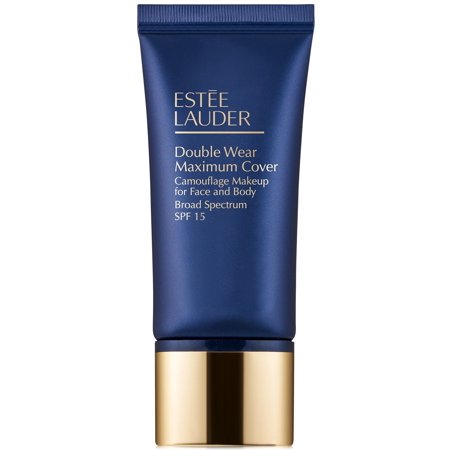 ESTĒE
LAUDER
Double Wear
Maximum Cover
Camouflage Makeup
for Face and Body
Broad Spectrum
SPF 15